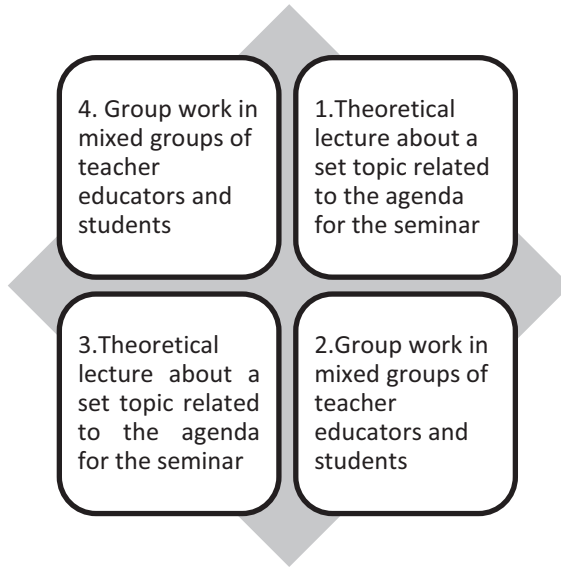 4. Group work in
mixed groups of
teacher
educators and
students
1.Theoretical
lecture about a
set topic related
to the agenda
for the seminar
3.Theoretical
lecture about a
set topic related
to the agenda
for the seminar
2.Group work in
mixed groups of
teacher
educators and
students